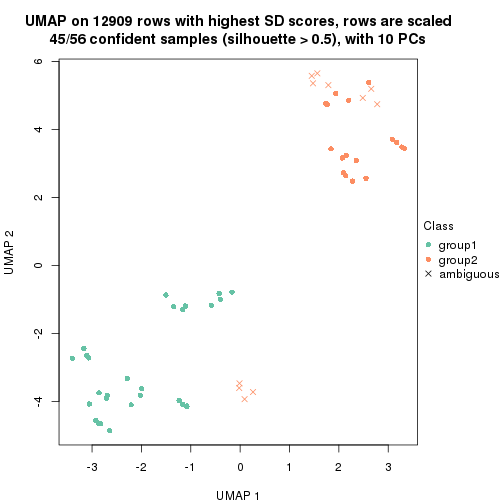 UMAP on 12909 rows with highest SD scores, rows are scaled
45/56 confident samples (silhouette > 0.5), with 10 PCs
6
4
2
0
-2
-4
UMAP 2
-3
-2
-1
0
1
2
3
UMAP 1
Class
group1
group2
ambiguous